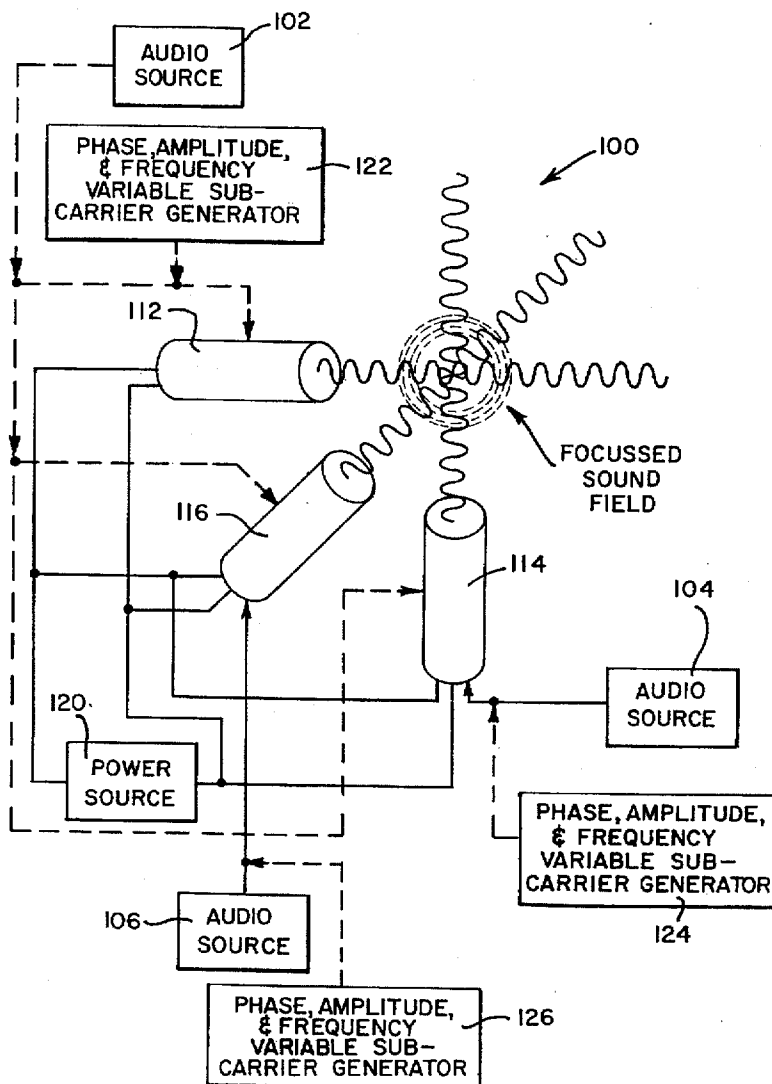 102
AUDIO
SOURCE
PHASE, AMPLITUDE,
& FREQUENCY
VARIABLE SUB-
CARRIER GENERATOR
122
100
112
FOCUSSED
SOUND
FIELD
116
114
104
AUDIO
SOURCE
120
POWER
SOURCE
PHASE, AMPLITUDE,
& FREQUENCY
VARIABLE SUB-
CARRIER GENERATOR
124
106
AUDIO
SOURCE
PHASE, AMPLITUDE,
& FREQUENCY
VARIABLE SUB-
CARRIER GENERATOR
126